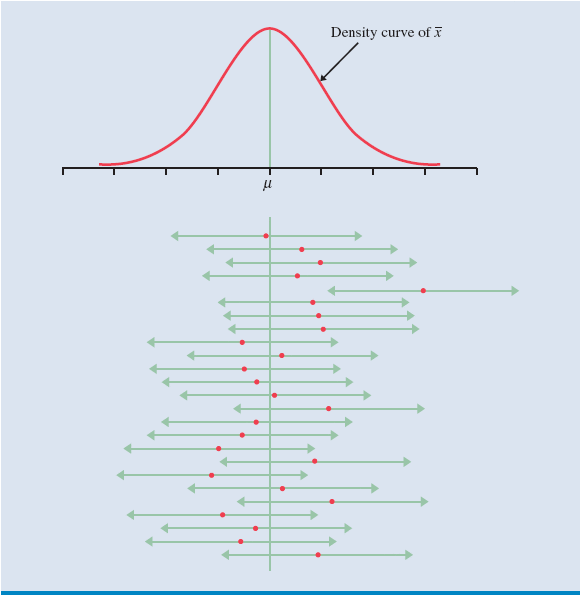 Density curve of x̅
μ